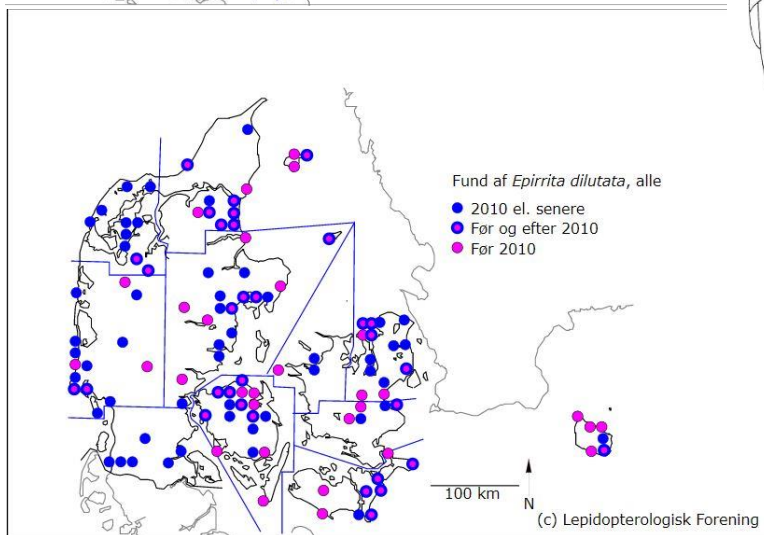 Fund af Epirrita dilutata, alle
2010 el. senere
Før og efter 2010
Før 2010
100 km
N
(c) Lepidopterologisk Forening